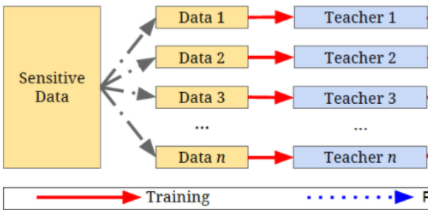 Sensitive
Data
Data 1
Teacher 1
Data 2
Teacher 2
Data 3
Teacher 3
...
...
Data n
Teacher n
Training